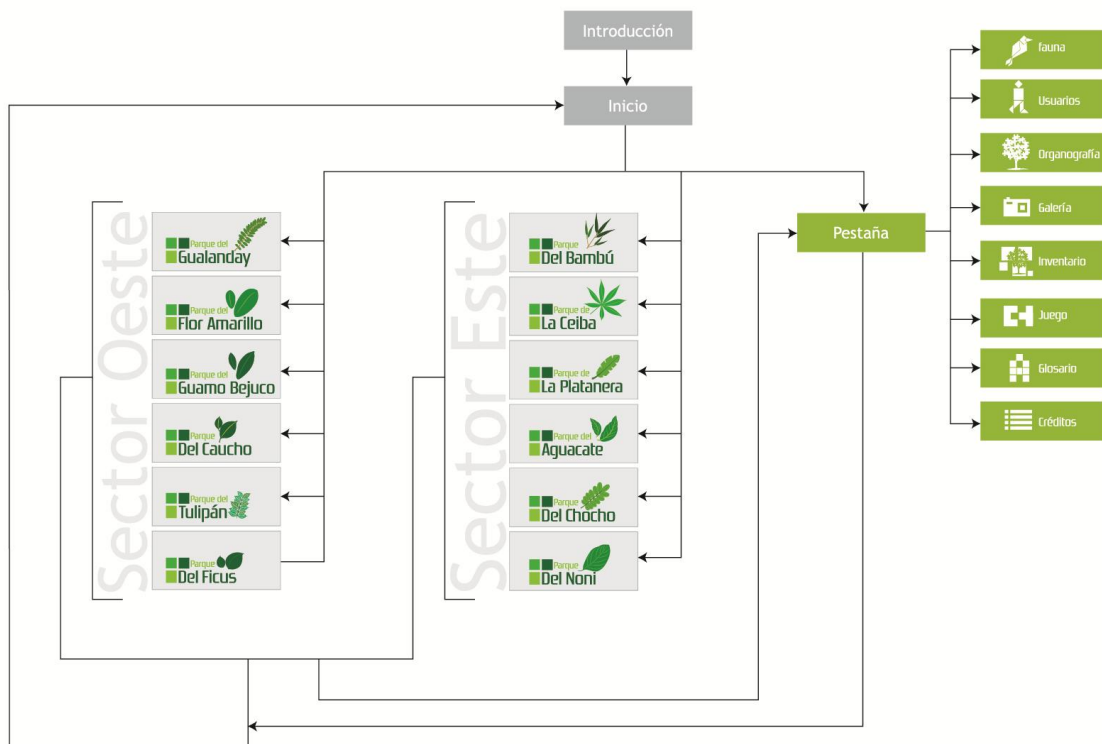 Introducción
Inicio
Sector Oeste
Parque del
Gualanday
Parque del
Flor Amarillo
Parque del
Guamo Bejuco
Parque
Del Caucho
Parque del
Tulipán
Parque
Del Ficus
Sector Este
Parque
Del Bambú
Parque de
La Ceiba
Parque de
La Platanera
Parque del
Aguacate
Parque
Del Chocho
Parque
Del Noni
Pestaña
fauna
Usuarios
Organografía
Galería
Inventario
Juego
Glosario
Créditos